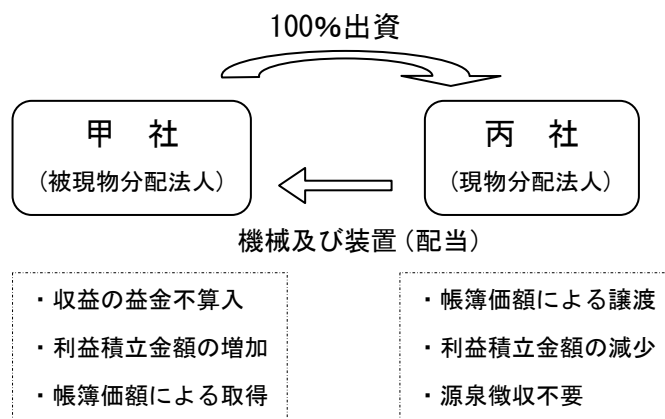 100%出資
甲 社
(被現物分配法人)
丙 社
(現物分配法人)
機械及び装置(配当)
・収益の益金不算入
・利益積立金額の増加
・帳簿価額による取得
・帳簿価額による譲渡
・利益積立金額の減少
・源泉徴収不要